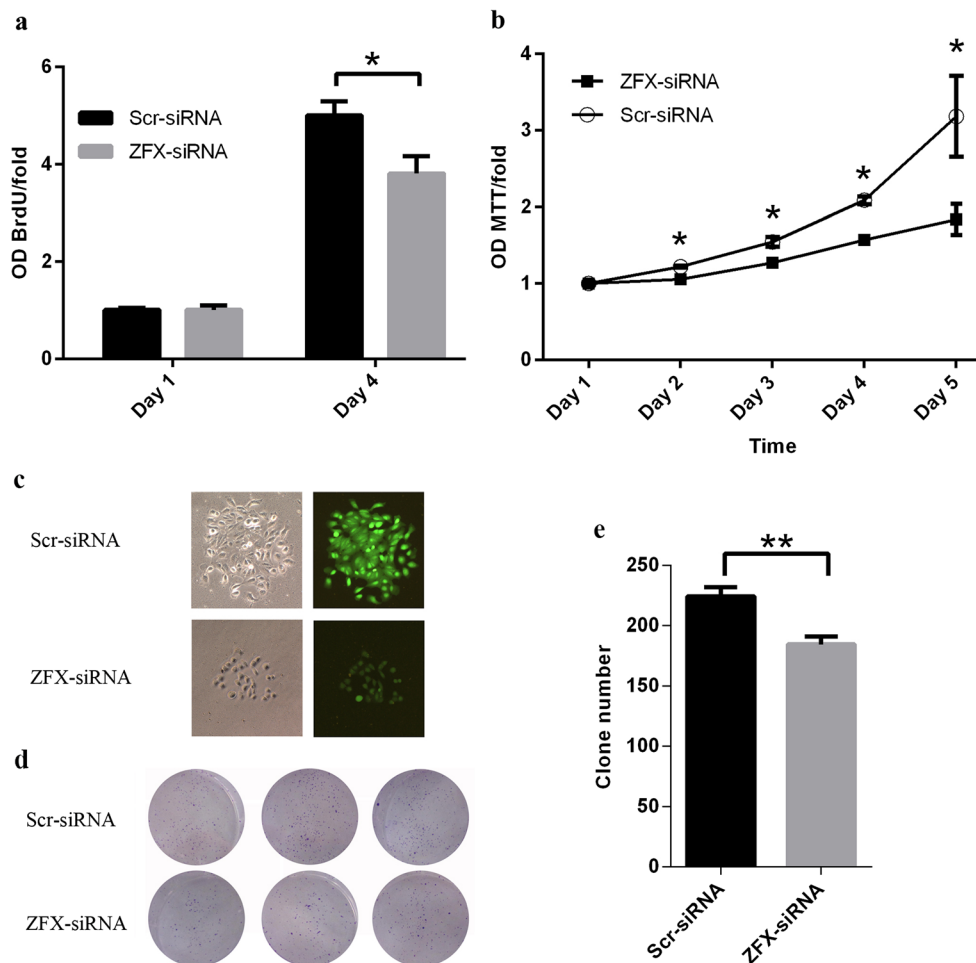 a
OD BrdU/fold
6
4
2
0
Scr-siRNA
ZFX-siRNA
*
Day 1
Day 4
b
OD MTT/fold
4
3
2
1
0
ZFX-siRNA
Scr-siRNA
*
*
*
*
Day 1
Day 2
Day 3
Day 4
Day 5
Time
c
Scr-siRNA
ZFX-siRNA
d
Scr-siRNA
ZFX-siRNA
e
Clone number
250
200
150
100
50
0
**
Scr-siRNA
ZFX-siRNA